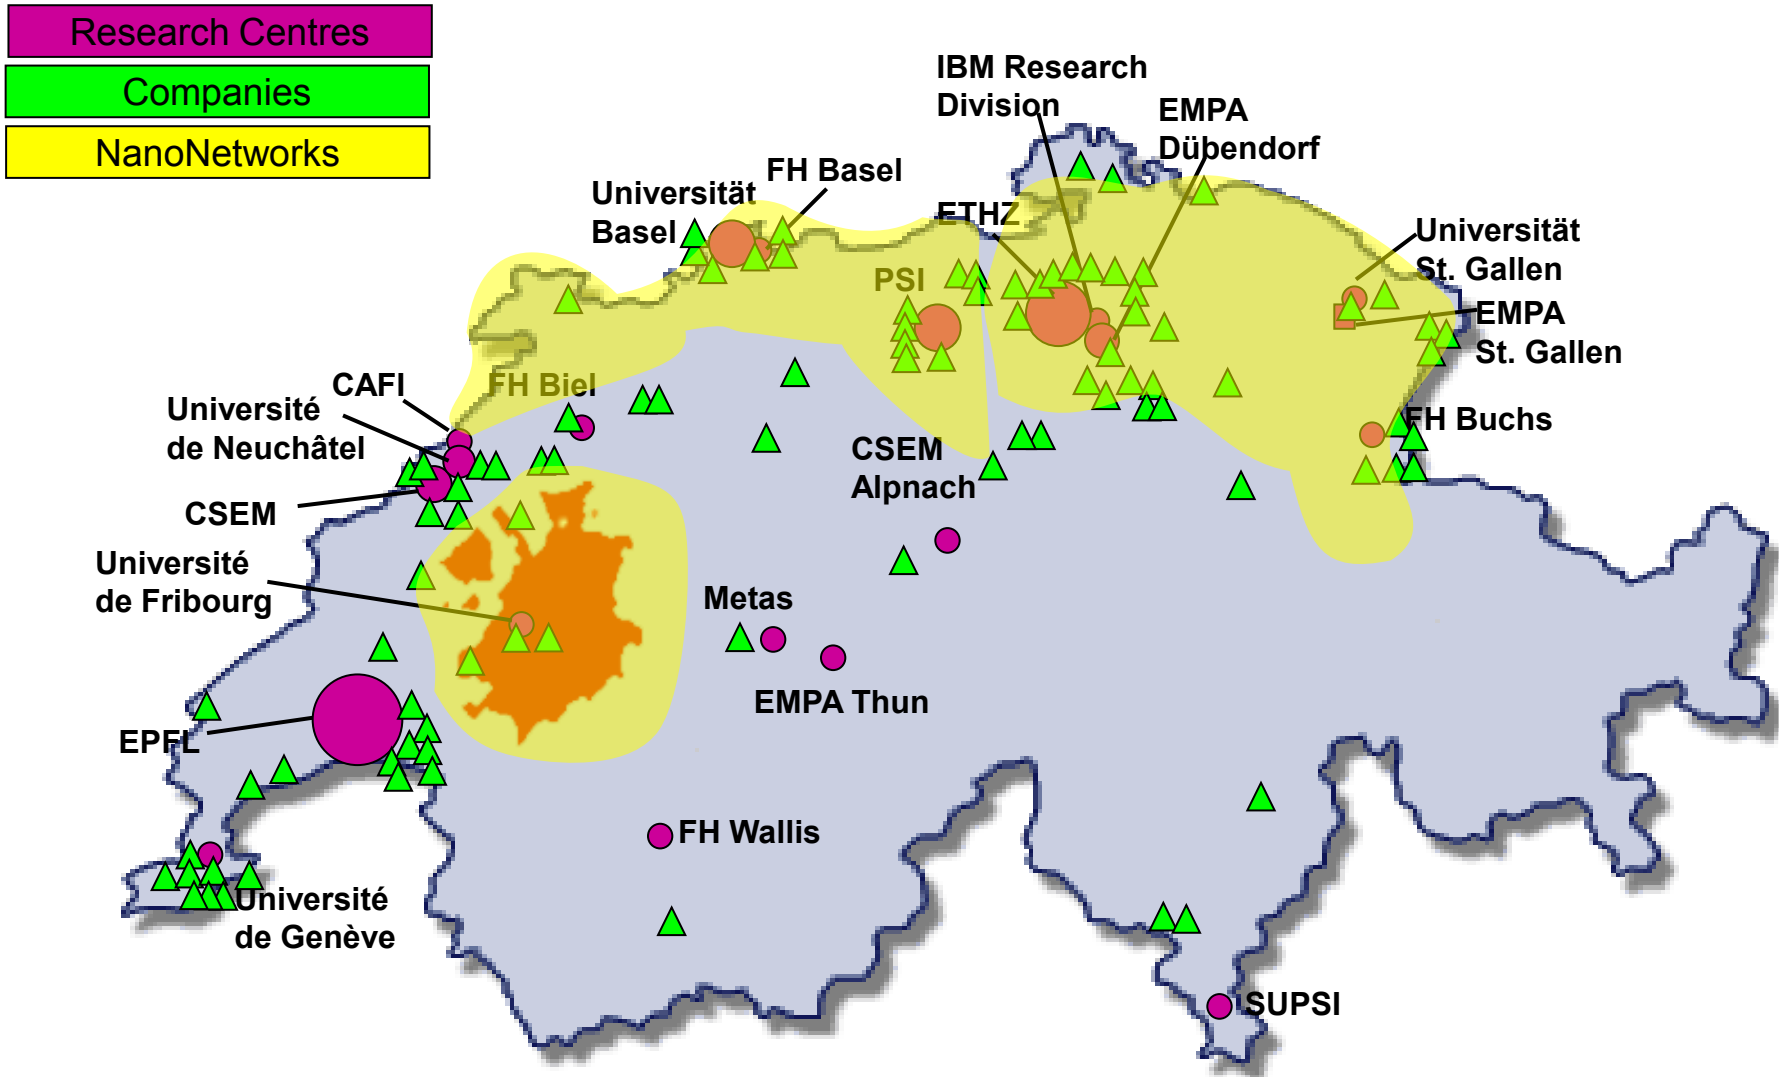 Research Centres
Companies
NanoNetworks
IBM Research
Division
EMPA
Dübendorf
FH Basel
Universität
Basel
ETHZ
Universität
St. Gallen
PSI
EMPA
St. Gallen
CAFI
FH Biel
Université
de Neuchâtel
FH Buchs
CSEM
Alpnach
CSEM
Université
de Fribourg
Metas
EMPA Thun
EPFL
FH Wallis
Université
de Genève
SUPSI